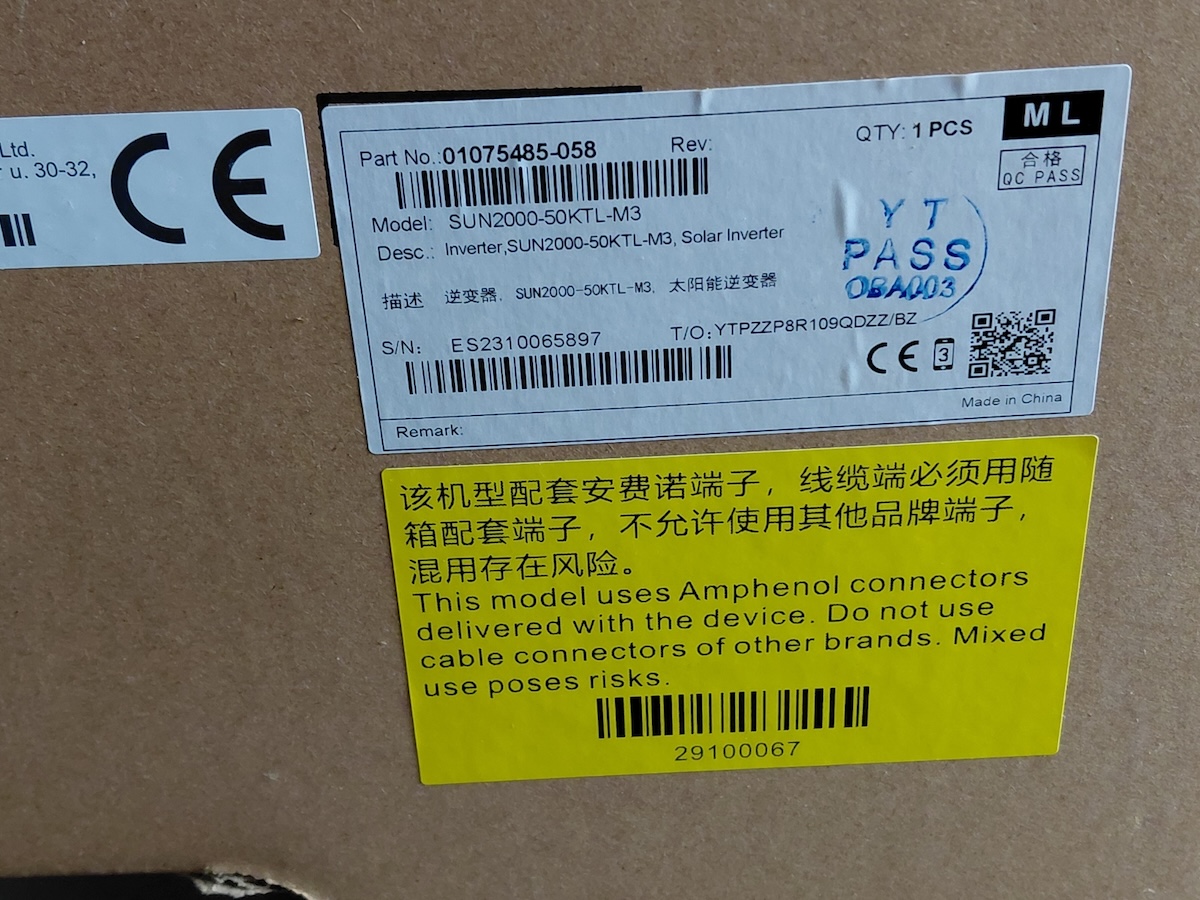 Ltd.
u. 30-32,
CE
ML
Part No.:01075485-058
Rev:
QTY: 1 PCS
合格
QC PASS
Model: SUN2000-50KTL-M3
Desc.: Inverter,SUN2000-50KTL-M3, Solar Inverter
YT
PASS
OBA003
描述 逆变器, SUN2000-50KTL-M3, 太阳能逆变器
S/N: ES2310065897
T/O:YTPZZP8R109QDZZ/BZ
CE 3
Made in China
Remark:
该机型配套安费诺端子，线缆端必须用随
箱配套端子，不允许使用其他品牌端子，
混用存在风险。
This model uses Amphenol connectors
delivered with the device. Do not use
cable connectors of other brands. Mixed
use poses risks.
29100067